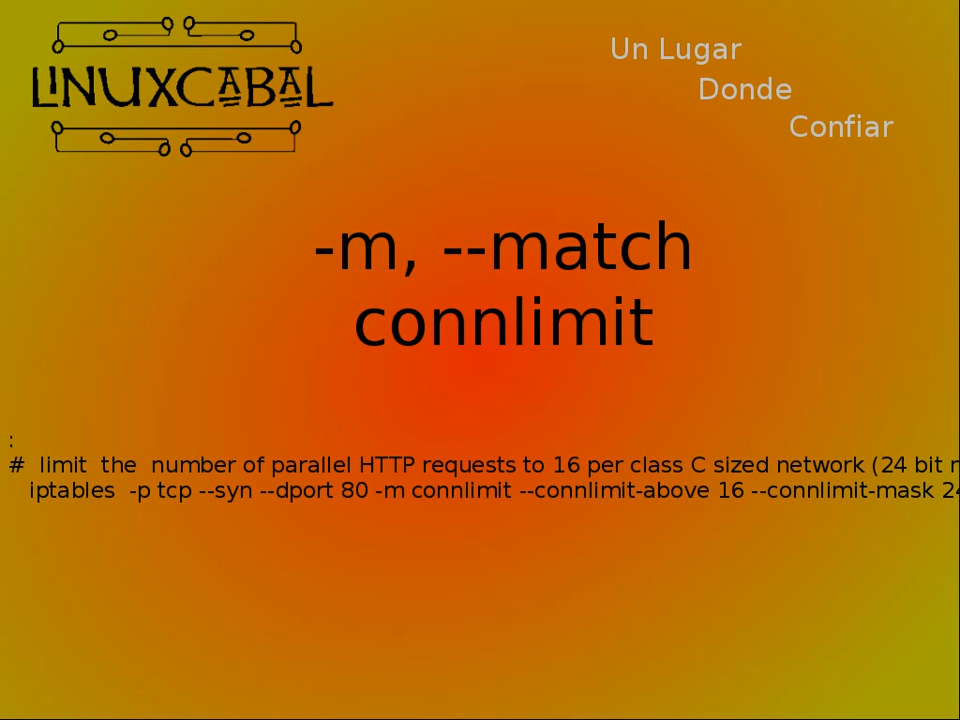 LINUXCABAL
Un Lugar
Donde
Confiar
-m, --match
connlimit
:
# limit the number of parallel HTTP requests to 16 per class C sized network (24 bit
iptables -p tcp --syn --dport 80 -m connlimit --connlimit-above 16 --connlimit-mask 24